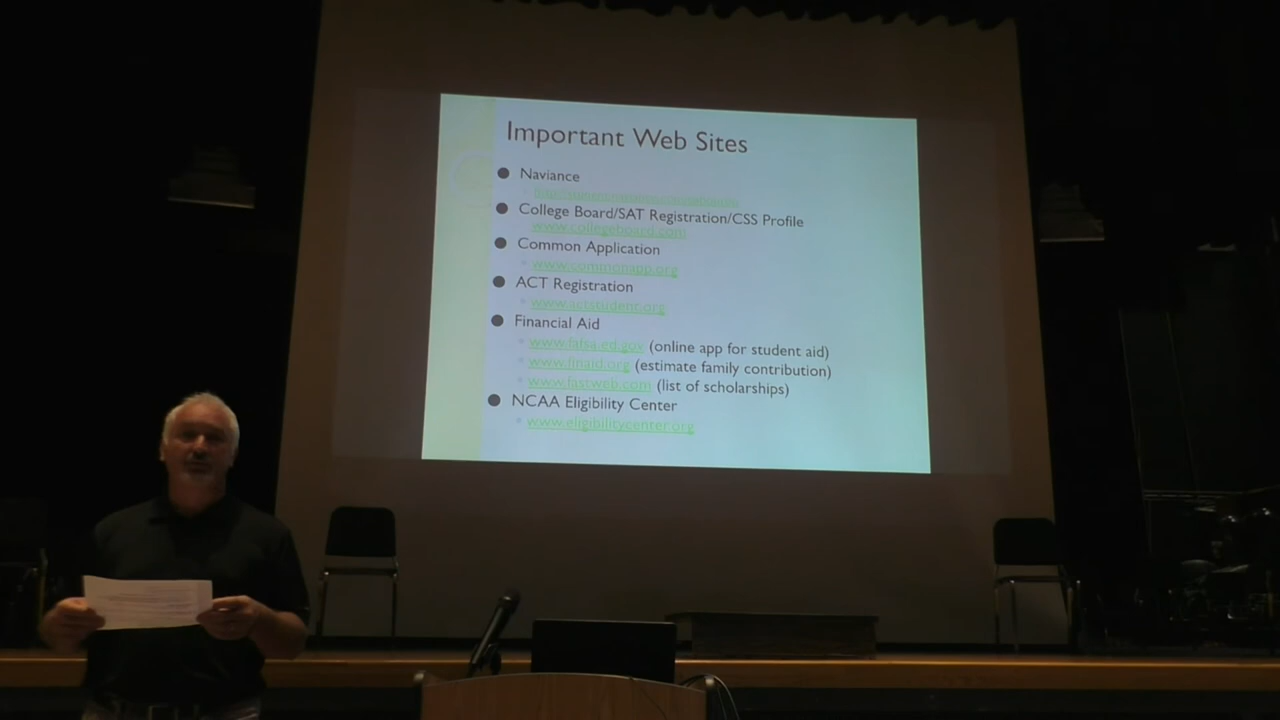 Important Web Sites
Naviance
College Board/SAT Registration/CSS Profile
www.collegeboard.com
Common Application
www.commonapp.org
ACT Registration
www.actstudent.org
Financial Aid
www.fafsa.ed.gov (online app for student aid)
www.finaid.org (estimate family contribution)
www.fastweb.com (list of scholarships)
NCAA Eligibility Center
www.eligibilitycenter.org